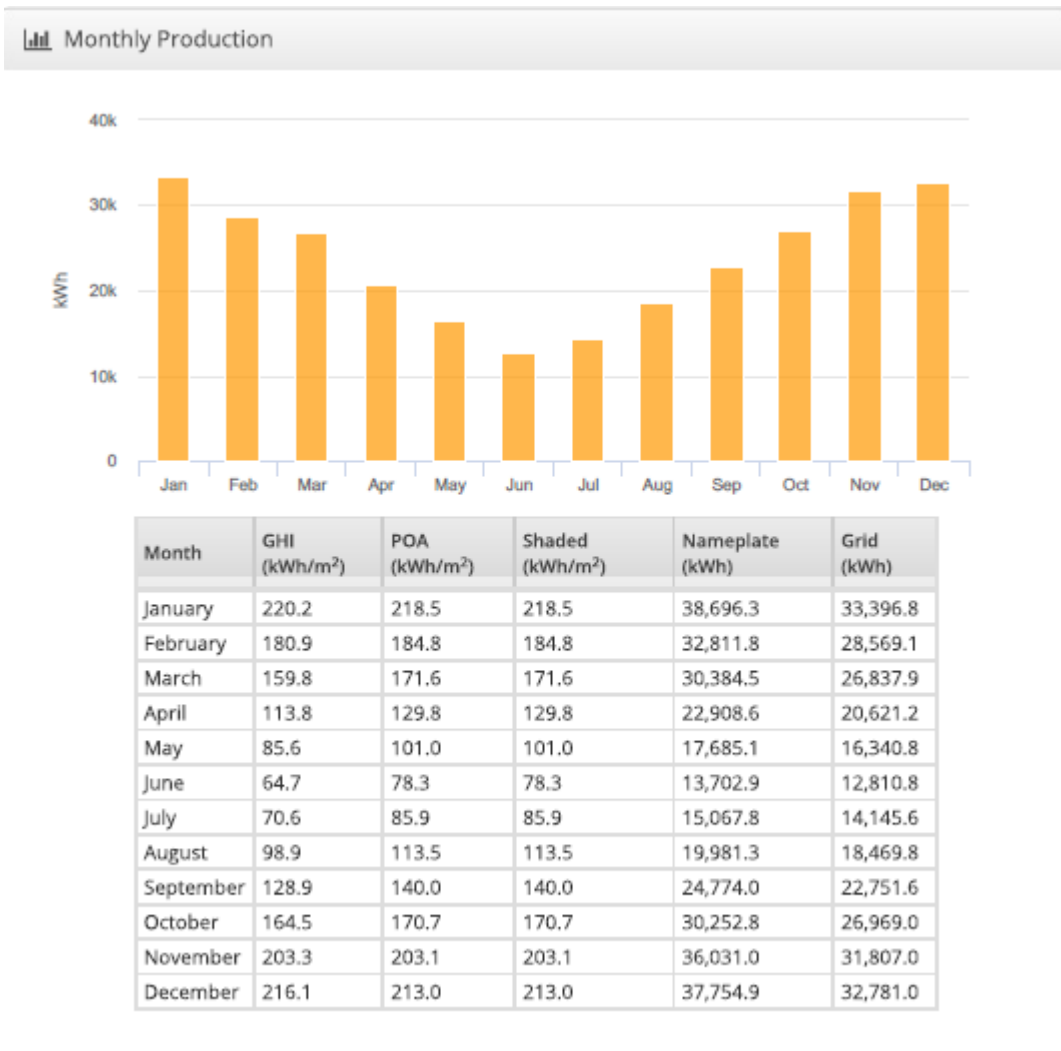 Monthly Production
40k
30k
20k
10k
0
kWh
Jan Feb Mar Apr May Jun Jul Aug Sep Oct Nov Dec
Month GHI (kWh/m²) POA (kWh/m²) Shaded (kWh/m²) Nameplate (kWh) Grid (kWh)
January 220.2 218.5 218.5 38,696.3 33,396.8
February 180.9 184.8 184.8 32,811.8 28,569.1
March 159.8 171.6 171.6 30,384.5 26,837.9
April 113.8 129.8 129.8 22,908.6 20,621.2
May 85.6 101.0 101.0 17,685.1 16,340.8
June 64.7 78.3 78.3 13,702.9 12,810.8
July 70.6 85.9 85.9 15,067.8 14,145.6
August 98.9 113.5 113.5 19,981.3 18,469.8
September 128.9 140.0 140.0 24,774.0 22,751.6
October 164.5 170.7 170.7 30,252.8 26,969.0
November 203.3 203.1 203.1 36,031.0 31,807.0
December 216.1 213.0 213.0 37,754.9 32,781.0